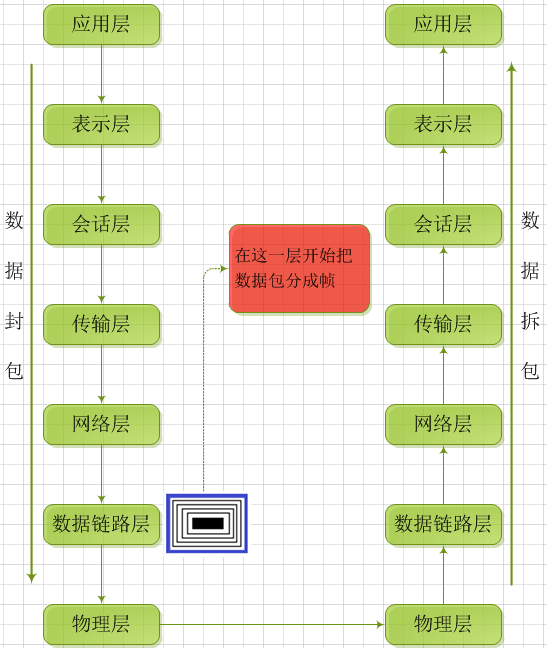 应用层
表示层
会话层
传输层
网络层
数据链路层
物理层
数据封包
在这一层开始把
数据包分成帧
应用层
表示层
会话层
传输层
网络层
数据链路层
物理层
数据拆包